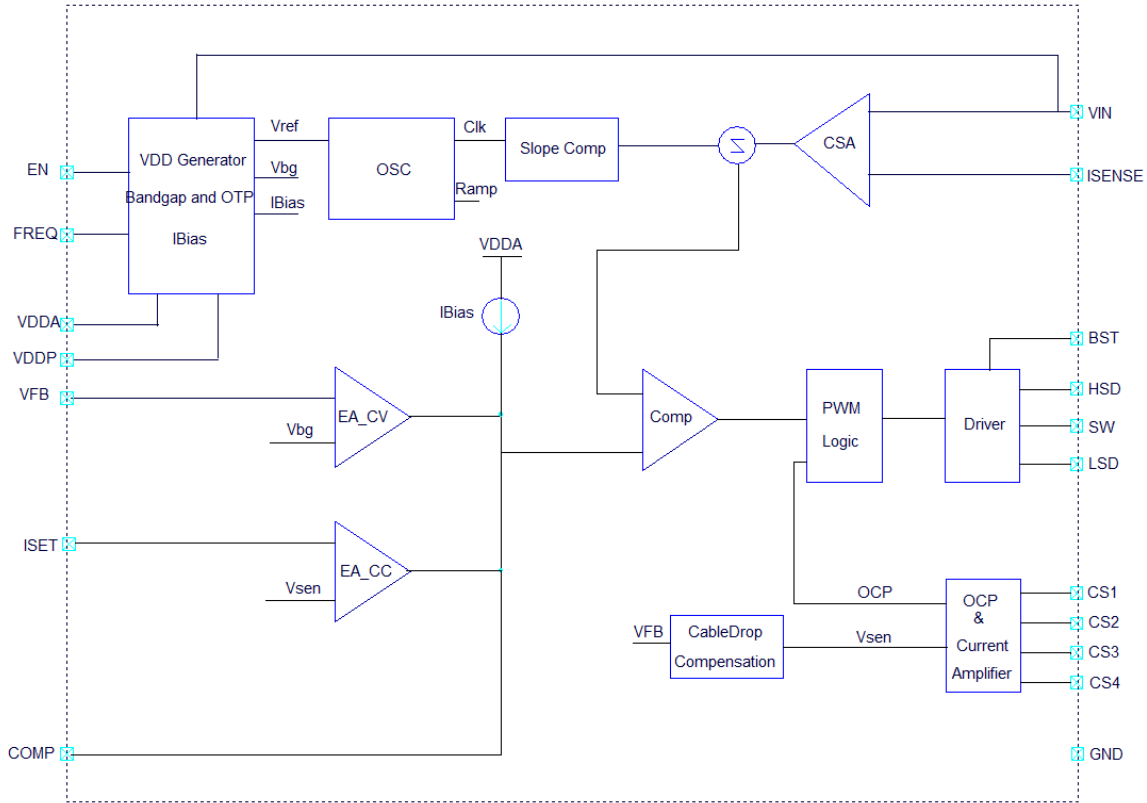 VIN
Vref
Clk
VDD Generator
Slope Comp
Σ
CSA
Vbg
OSC
EN
ISENSE
Bandgap and OTP
Ramp
IBias
FREQ
IBias
VDDA
IBias
VDDA
BST
VDDP
HSD
VFB
EA_CV
Comp
PWM
Logic
Driver
SW
Vbg
LSD
ISET
EA_CC
Vsen
OCP
OCP
&
Current
Amplifier
CS1
CS2
VFB
CableDrop
Compensation
Vsen
CS3
CS4
COMP
GND